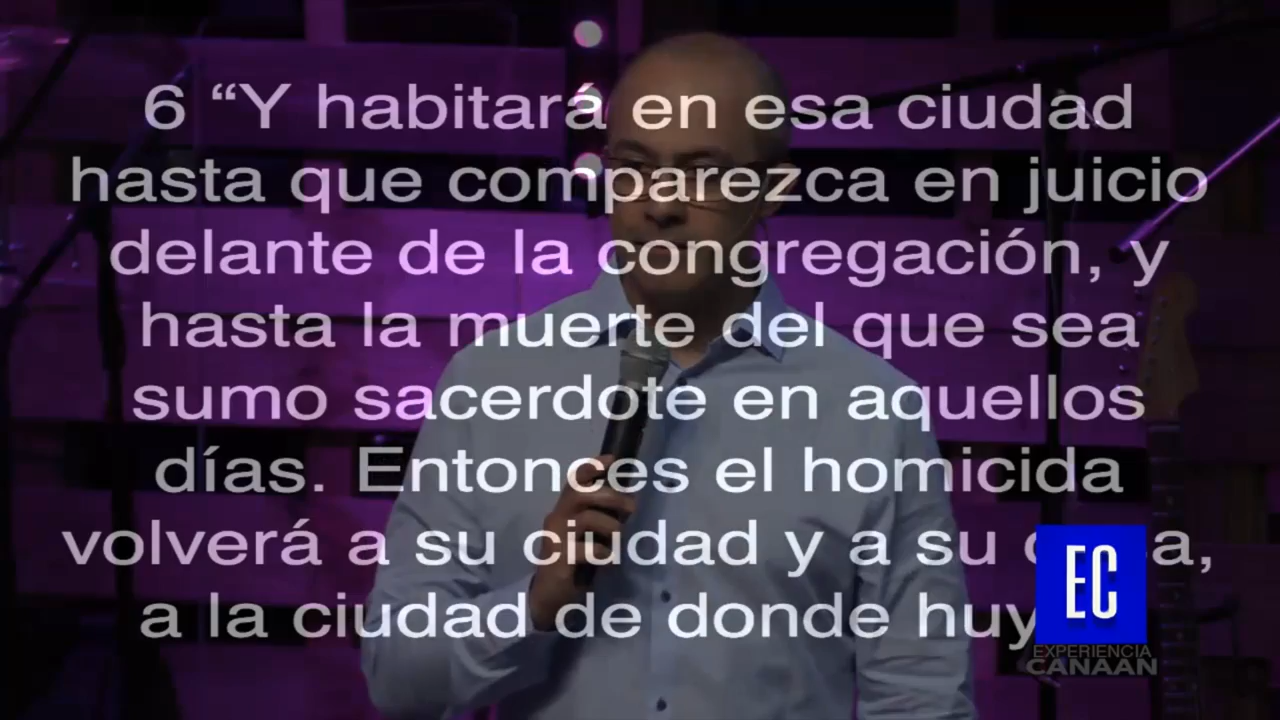 6 “Y habitará en esa ciudad
hasta que comparezca en juicio
delante de la congregación, y
hasta la muerte del que sea
sumo sacerdote en aquellos
días. Entonces el homicida
volverá a su ciudad y a su
a la ciudad de donde
EC
EXPERIENCIA
CANAAN